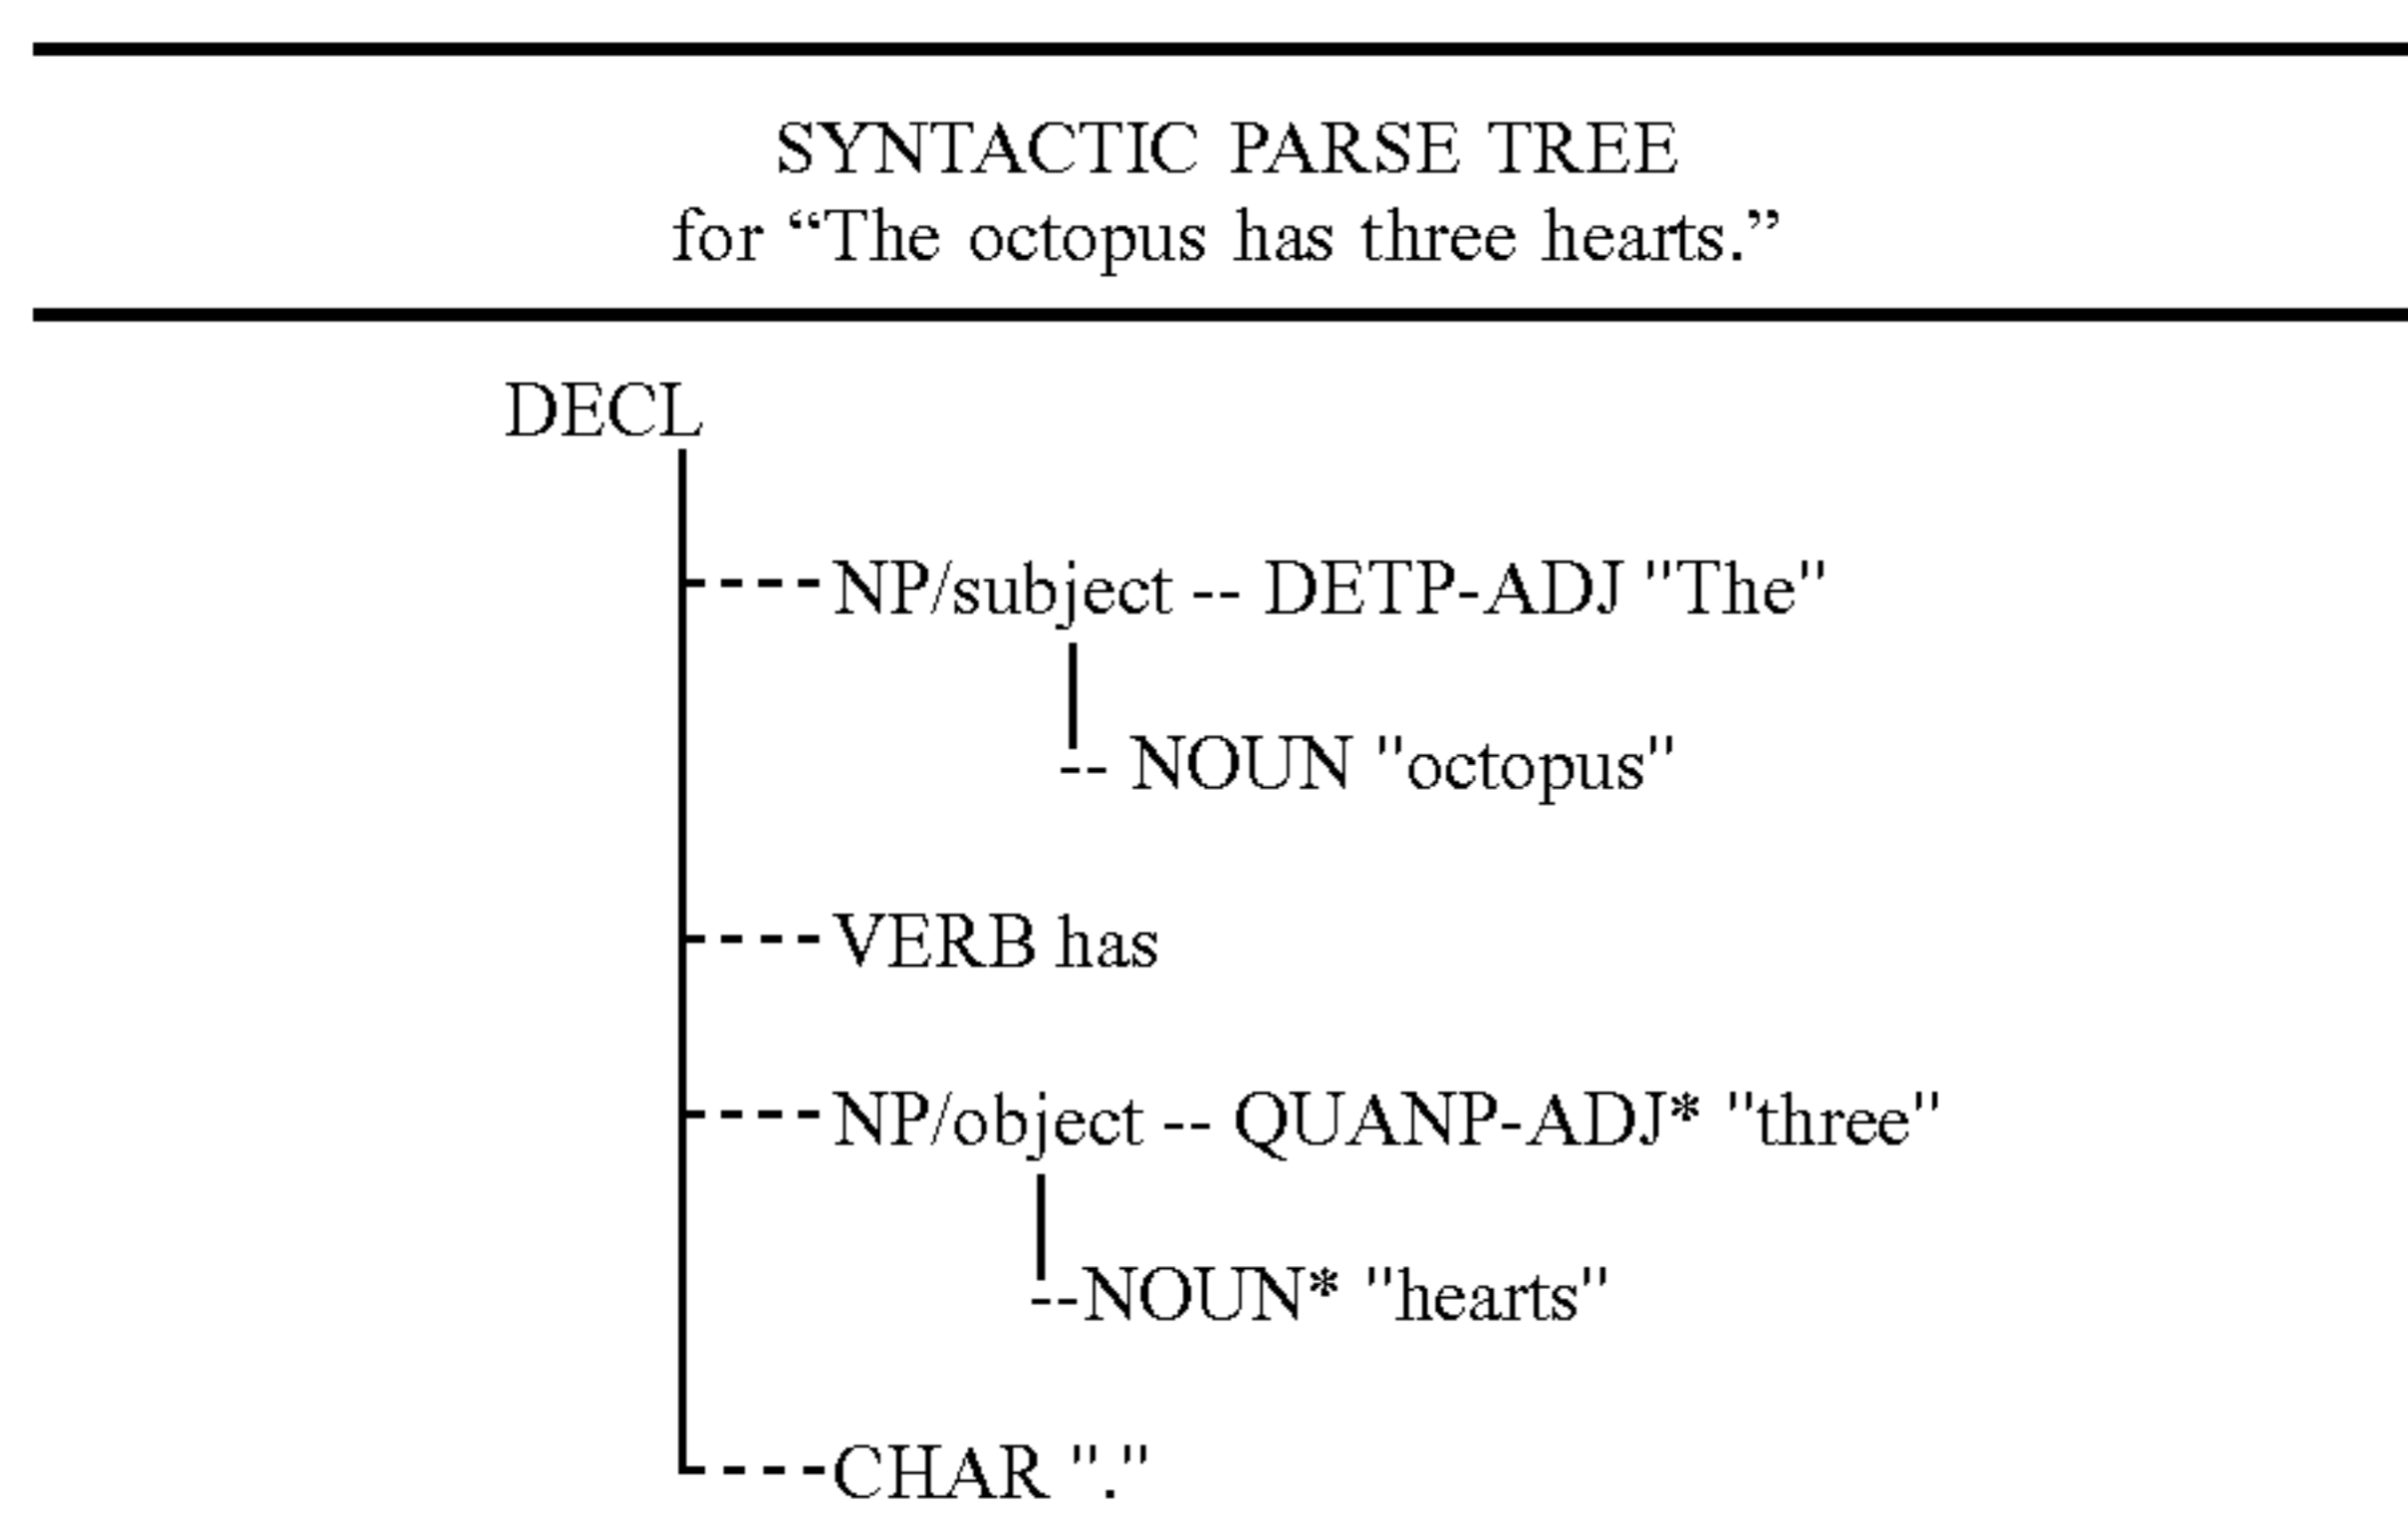 SYNTACTIC PARSE TREE
for “The octopus has three hearts.”
DECL
NP/subject -- DETP-ADJ "The"
-- NOUN "octopus"
VERB has
NP/object -- QUANP-ADJ* "three"
--NOUN* "hearts"
CHAR "."